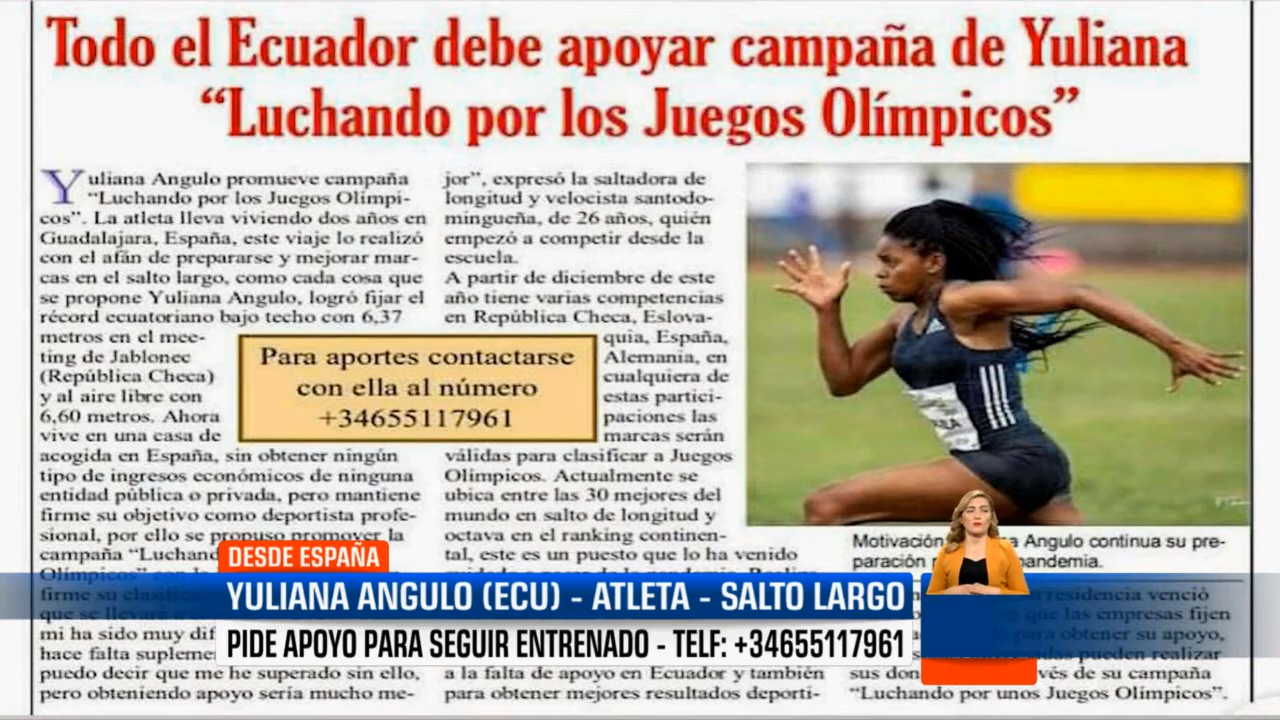 Todo el Ecuador debe apoyar campaña de Yuliana
“Luchando por los Juegos Olímpicos”
Yuliana Angulo promueve campaña
“Luchando por los Juegos Olímpi-
cos”. La atleta lleva viviendo dos años en
Guadalajara, España, este viaje lo realizó
con el afán de prepararse y mejorar mar-
cas en el salto largo, como cada cosa que
se propone Yuliana Angulo, logró fijar el
récord ecuatoriano bajo techo con 6,37
metros en el mee-
ting de Jablonec
(República Checa)
y al aire libre con
6,60 metros. Ahora
vive en una casa de
acogida en España, sin obtener ningún
tipo de ingresos económicos de ninguna
entidad pública o privada, pero mantiene
firme su objetivo como deportista profe-
sional, por ello se propuso promover la
campaña “Luchand
Olímpicos”
firme su
que se
mi ha sido muy dif
hace falta supleme
puedo decir que me he superado sin ello,
pero obteniendo apoyo sería mucho me-
Para aportes contactarse
con ella al número
+34655117961
jor”, expresó la saltadora de
longitud y velocista santodo-
mingueña, de 26 años, quién
empezó a competir desde la
escuela.
A partir de diciembre de este
año tiene varias competencias
en República Checa, Eslova-
quia, España,
Alemania, en
cualquiera de
estas partici-
paciones las
marcas serán
válidas para clasificar a Juegos
Olímpicos. Actualmente se
ubica entre las 30 mejores del
mundo en salto de longitud y
octava en el ranking continen-
tal, este es un puesto que lo ha venido
a la falta de apoyo en Ecuador y también
para obtener mejores resultados deporti-
Motivación
a Angulo continua su pre-
paración
pandemia.
residencia venció
que las empresas fijen
para obtener su apoyo,
pueden realizar
sus don
vés de su campaña
“Luchando por unos Juegos Olímpicos”.
DESDE ESPAÑA
YULIANA ANGULO (ECU) - ATLETA - SALTO LARGO
PIDE APOYO PARA SEGUIR ENTRENADO - TELF: +34655117961